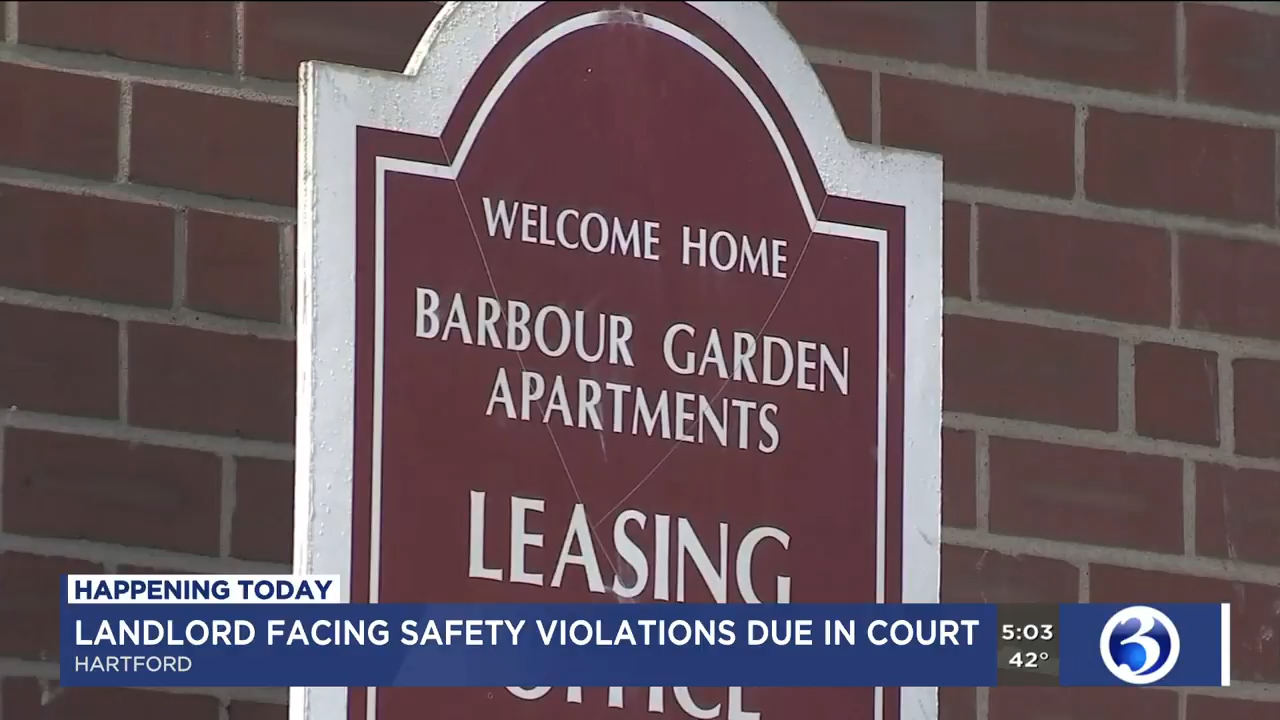 WELCOME HOME
BARBOUR GARDEN
APARTMENTS
LEASING
OFFICE
HAPPENING TODAY
LANDLORD FACING SAFETY VIOLATIONS DUE IN COURT
HARTFORD
5:03
42°
3